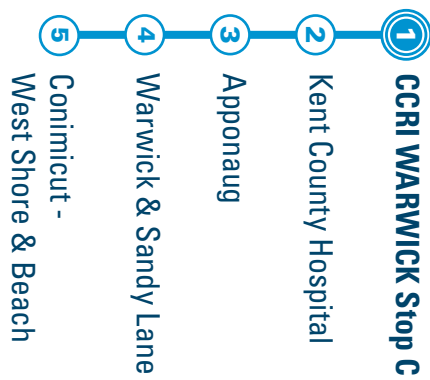 1
CCRI WARWICK Stop C
2
Kent County Hospital
3
Apponaug
4
Warwick & Sandy Lane
5
Conimicut -
West Shore & Beach